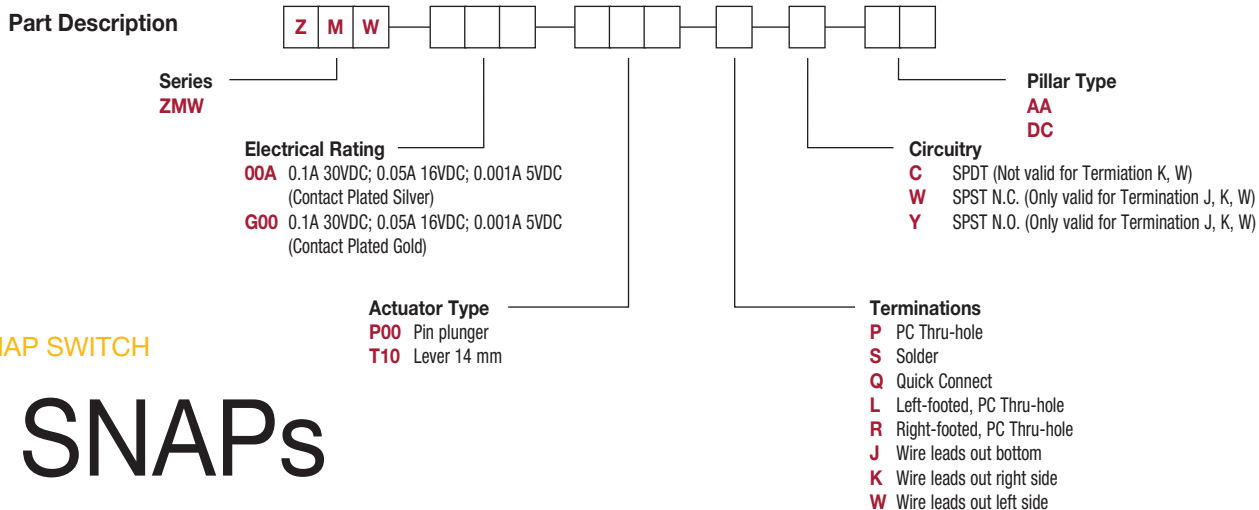 Part Description
Z M W
Series
ZMW
Electrical Rating
00A 0.1A 30VDC; 0.05A 16VDC; 0.001A 5VDC
(Contact Plated Silver)
G00 0.1A 30VDC; 0.05A 16VDC; 0.001A 5VDC
(Contact Plated Gold)
Actuator Type
P00 Pin plunger
T10 Lever 14 mm
Terminations
P PC Thru-hole
S Solder
Q Quick Connect
L Left-footed, PC Thru-hole
R Right-footed, PC Thru-hole
J Wire leads out bottom
K Wire leads out right side
W Wire leads out left side
Circuitry
C SPDT (Not valid for Termiation K, W)
W SPST N.C. (Only valid for Termination J, K, W)
Y SPST N.O. (Only valid for Termination J, K, W)
Pillar Type
AA
DC
AP SWITCH
SNAPs